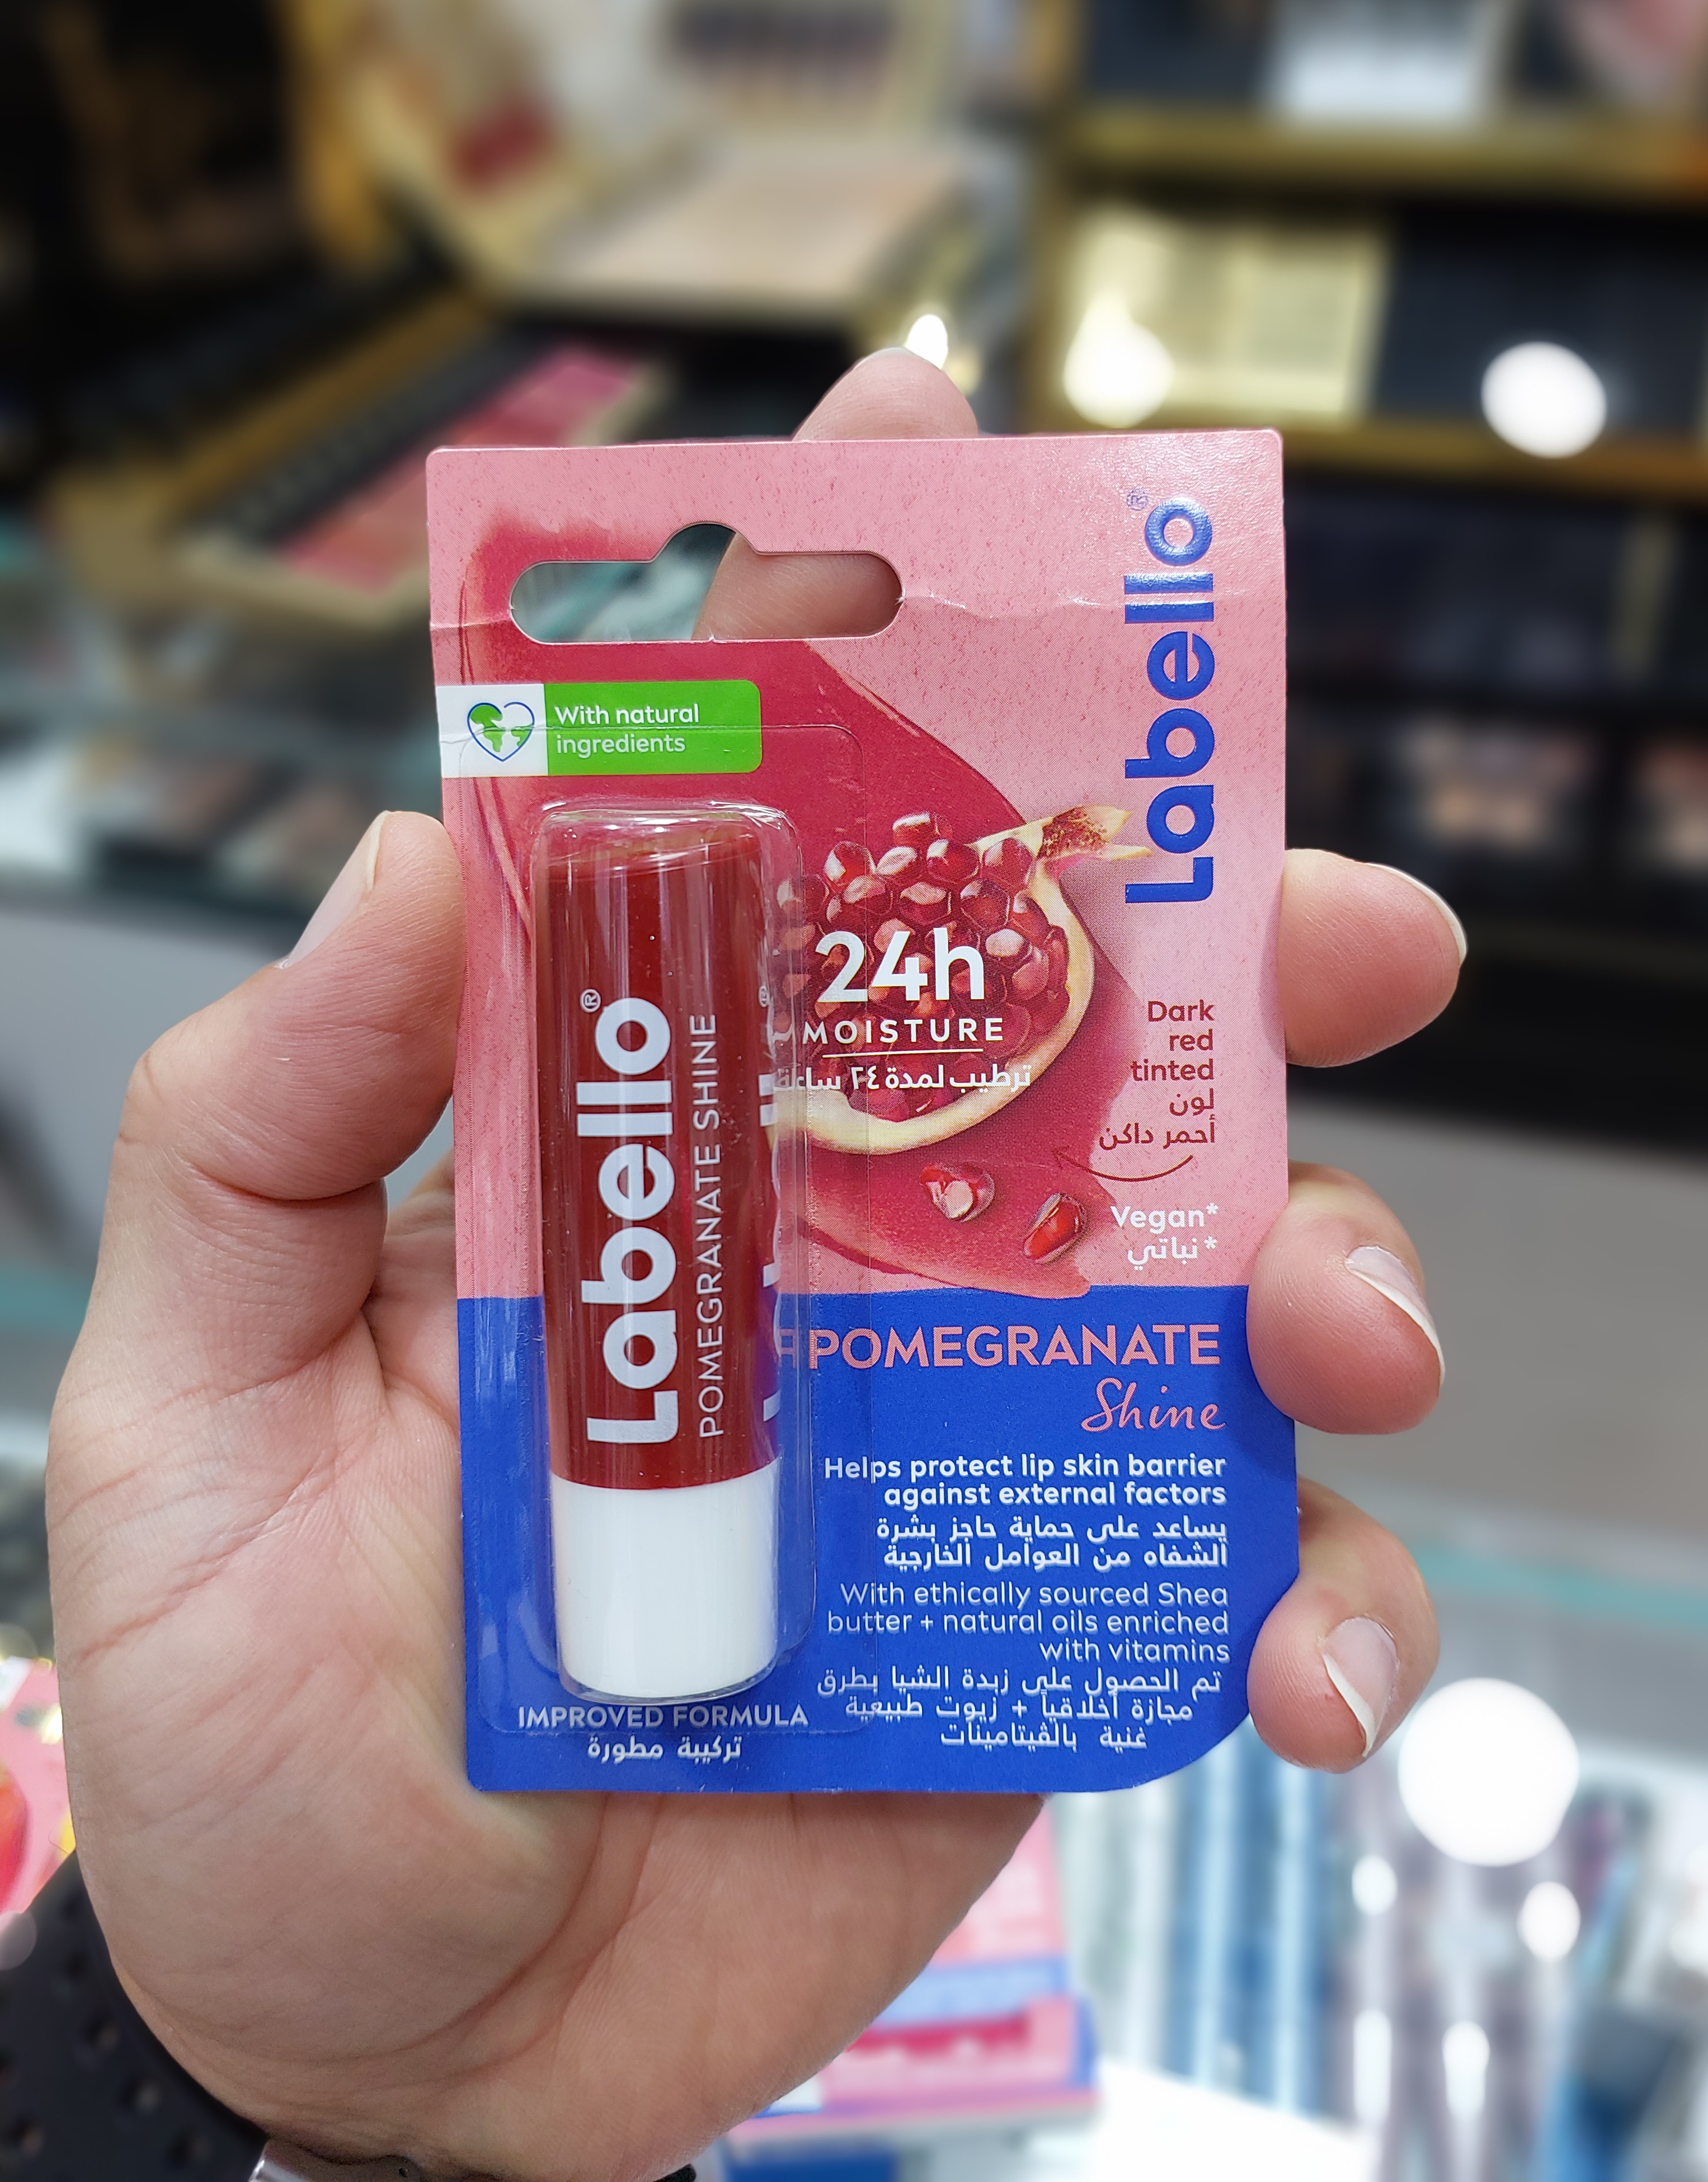 Labello®
With natural
ingredients
24h
MOISTURE
ترطيب لمدة ٢٤ ساعة
Dark
red
tinted
لون
أحمر داكن
Vegan*
نباتي*
Labello®
POMEGRANATE SHINE
POMEGRANATE
Shine
Helps protect lip skin barrier
against external factors
يساعد على حماية حاجز بشرة
الشفاه من العوامل الخارجية
With ethically sourced Shea
butter + natural oils enriched
with vitamins
تم الحصول على زبدة الشيا بطرق
مجازة أخلاقياً + زيوت طبيعية
غنية بالڤيتامينات
IMPROVED FORMULA
تركيبة مطورة